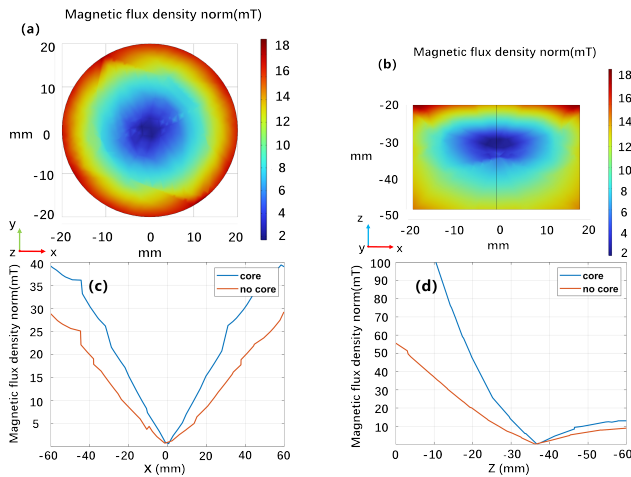 Magnetic flux density norm(mT)
(a)
20
10
mm 0
-10
-20
-20 -10 0 10 20
mm
18
16
14
12
10
8
6
4
2
y
z x
Magnetic flux density norm(mT)
(b)
-20
-30
mm
-40
-50
-20 -10 0 10 20
mm
18
16
14
12
10
8
6
4
2
z
y x
(c)
core
no core
Magnetic flux density norm(mT)
40
35
30
25
20
15
10
5
-60 -40 -20 0 20 40 60
X (mm)
(d)
core
no core
Magnetic flux density norm(mT)
100
90
80
70
60
50
40
30
20
10
0 -10 -20 -30 -40 -50 -60
Z (mm)